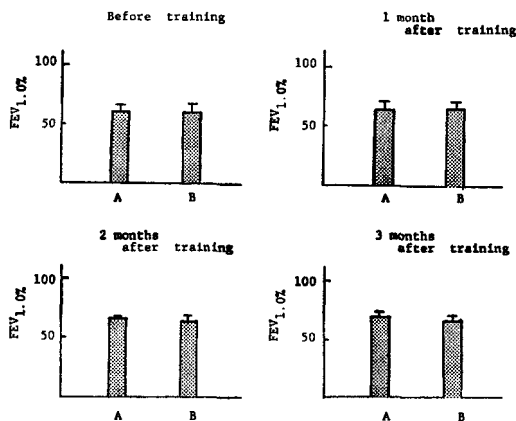 Before training
100
50
FEV1.0%
A B
1 month
after training
100
50
FEV1.0%
A B
2 months
after training
100
50
FEV1.0%
A B
3 months
after training
100
50
FEV1.0%
A B